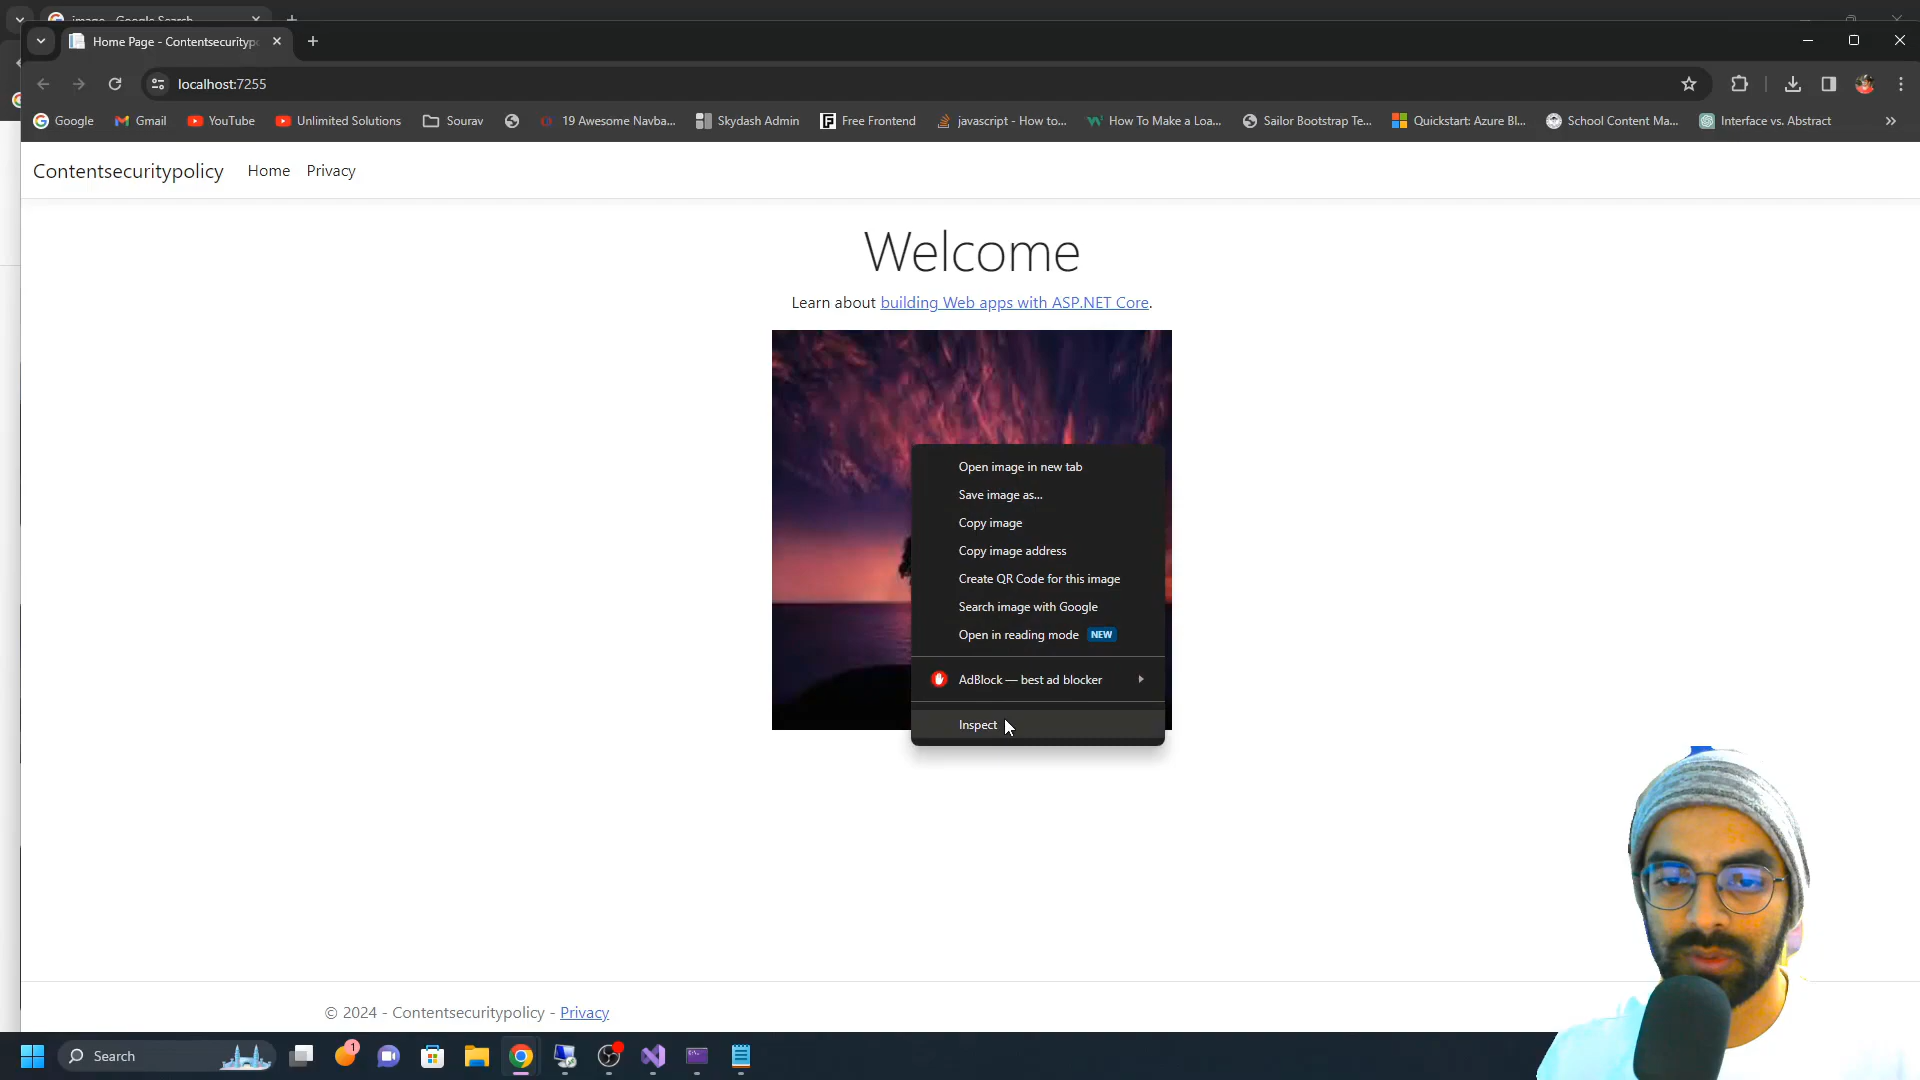 image - Google Search
Home Page - Contentsecurityp
localhost:7255
Google
Gmail
YouTube
Unlimited Solutions
Sourav
19 Awesome Navba...
Skydash Admin
Free Frontend
javascript - How to...
How To Make a Loa...
Sailor Bootstrap Te...
Quickstart: Azure Bl...
School Content Ma...
Interface vs. Abstract
Contentsecuritypolicy
Home
Privacy
Welcome
Learn about building Web apps with ASP.NET Core.
Open image in new tab
Save image as...
Copy image
Copy image address
Create QR Code for this image
Search image with Google
Open in reading mode NEW
AdBlock — best ad blocker
Inspect
© 2024 - Contentsecuritypolicy - Privacy
Search
1